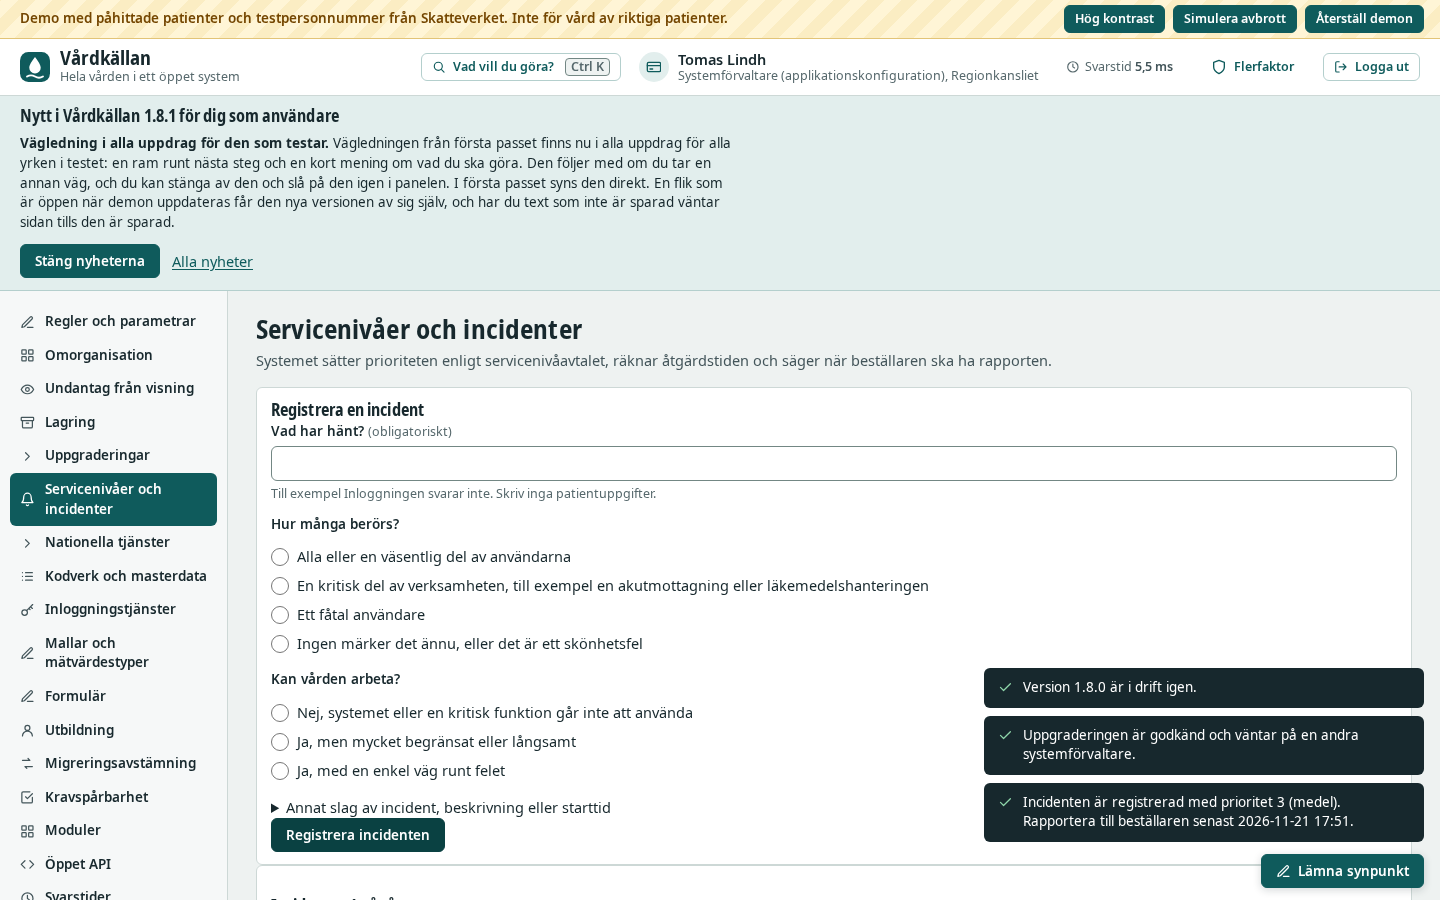 Demo med påhittade patienter och testpersonnummer från Skatteverket. Inte för vård av riktiga patienter.
Hög kontrast
Simulera avbrott
Återställ demon
Vårdkällan
Hela vården i ett öppet system
Vad vill du göra? Ctrl K
Tomas Lindh
Systemförvaltare (applikationskonfiguration), Regionkansliet
Svarstid 5,5 ms
Flerfaktor
Logga ut
Nytt i Vårdkällan 1.8.1 för dig som användare
Vägledning i alla uppdrag för den som testar. Vägledningen från första passet finns nu i alla uppdrag för alla
yrken i testet: en ram runt nästa steg och en kort mening om vad du ska göra. Den följer med om du tar en
annan väg, och du kan stänga av den och slå på den igen i panelen. I första passet syns den direkt. En flik som
är öppen när demon uppdateras får den nya versionen av sig själv, och har du text som inte är sparad väntar
sidan tills den är sparad.
Stäng nyheterna
Alla nyheter
Regler och parametrar
Omorganisation
Undantag från visning
Lagring
Uppgraderingar
Servicenivåer och
incidenter
Nationella tjänster
Kodverk och masterdata
Inloggningstjänster
Mallar och
mätvärdestyper
Formulär
Utbildning
Migreringsavstämning
Kravspårbarhet
Moduler
Öppet API
Svarstider
Servicenivåer och incidenter
Systemet sätter prioriteten enligt servicenivåavtalet, räknar åtgärdstiden och säger när beställaren ska ha rapporten.
Registrera en incident
Vad har hänt? (obligatoriskt)
Till exempel Inloggningen svarar inte. Skriv inga patientuppgifter.
Hur många berörs?
Alla eller en väsentlig del av användarna
En kritisk del av verksamheten, till exempel en akutmottagning eller läkemedelshanteringen
Ett fåtal användare
Ingen märker det ännu, eller det är ett skönhetsfel
Kan vården arbeta?
Nej, systemet eller en kritisk funktion går inte att använda
Ja, men mycket begränsat eller långsamt
Ja, med en enkel väg runt felet
Annat slag av incident, beskrivning eller starttid
Registrera incidenten
Version 1.8.0 är i drift igen.
Uppgraderingen är godkänd och väntar på en andra
systemförvaltare.
Incidenten är registrerad med prioritet 3 (medel).
Rapportera till beställaren senast 2026-11-21 17:51.
Lämna synpunkt